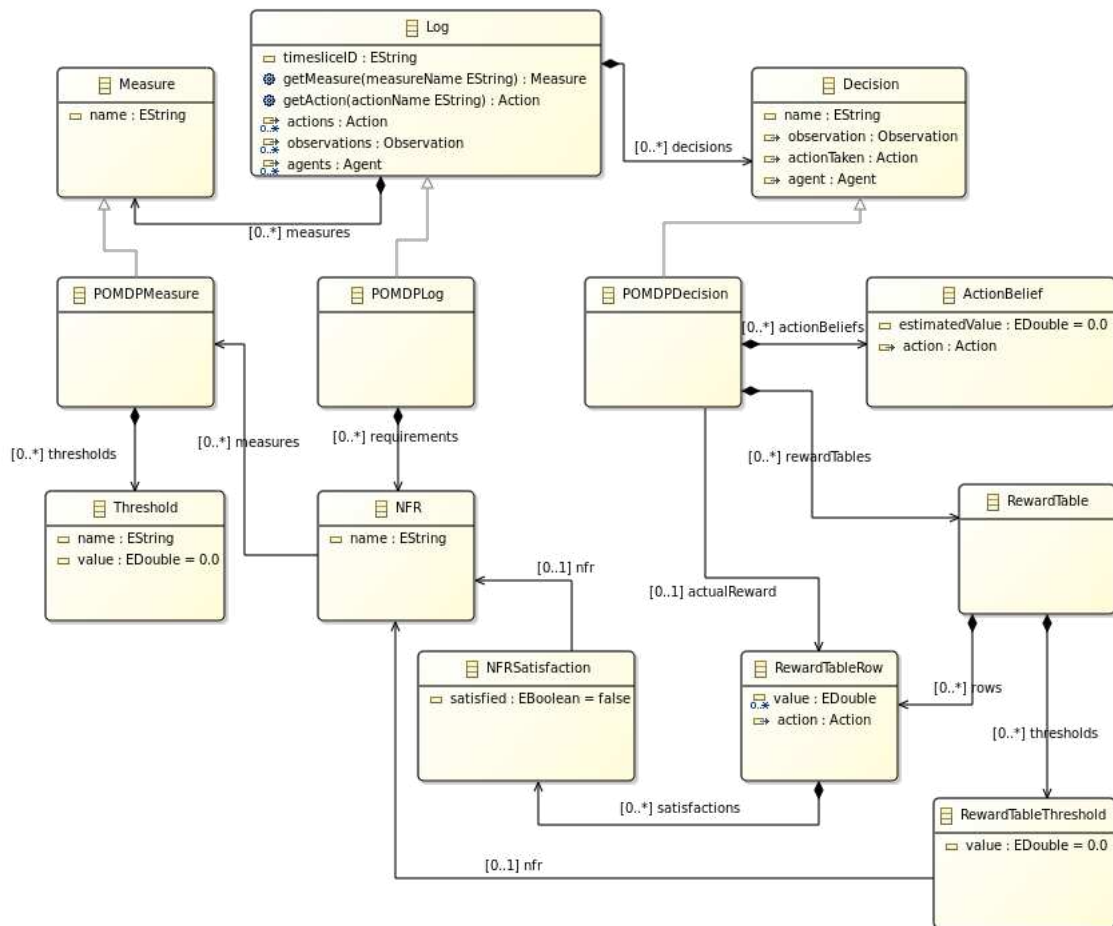 Log
timesliceID : EString
getMeasure(measureName EString) : Measure
getAction(actionName EString) : Action
0..* actions : Action
0..* observations : Observation
0..* agents : Agent
Measure
name : EString
Decision
name : EString
observation : Observation
actionTaken : Action
agent : Agent
[0..*] decisions
[0..*] measures
POMDPMeasure
POMDPLog
POMDPDecision
ActionBelief
estimatedValue : EDouble = 0.0
action : Action
[0..*] actionBeliefs
[0..*] thresholds
[0..*] measures
[0..*] requirements
[0..*] rewardTables
Threshold
name : EString
value : EDouble = 0.0
NFR
name : EString
RewardTable
[0..1] nfr
[0..1] actualReward
NFRSatisfaction
satisfied : EBoolean = false
RewardTableRow
0..* value : EDouble
action : Action
[0..*] rows
[0..*] thresholds
[0..*] satisfactions
RewardTableThreshold
value : EDouble = 0.0
[0..1] nfr